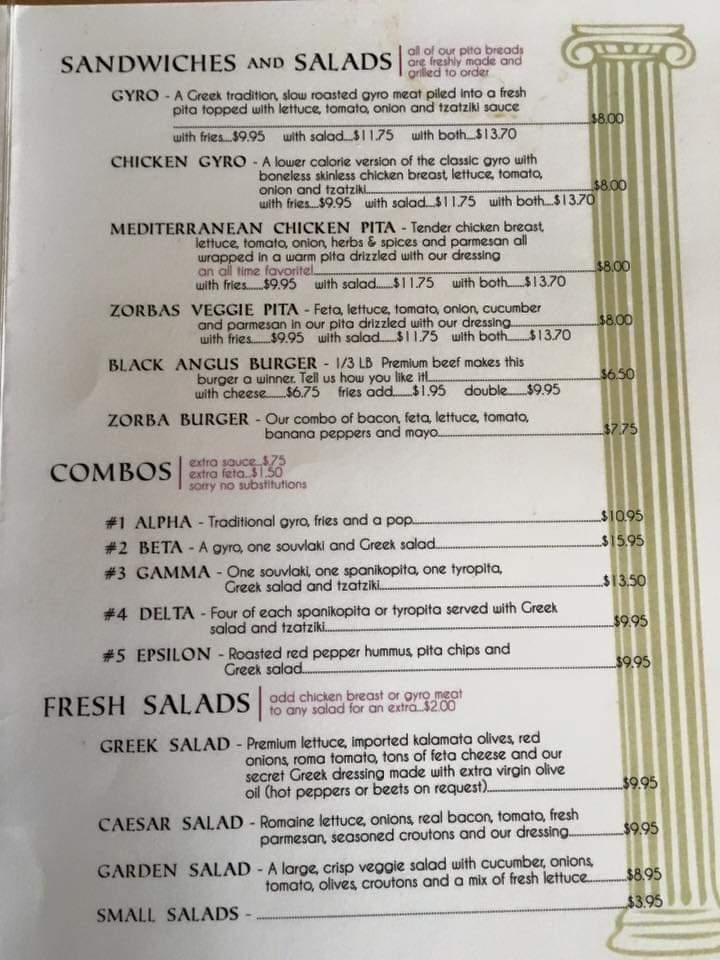 SANDWICHES AND SALADS
all of our pita breads
are freshly made and
grilled to order
GYRO - A Greek tradition, slow roasted gyro meat piled into a fresh
pita topped with lettuce, tomato, onion and tzatziki sauce
$8.00
with fries...$9.95 with salad...$11.75 with both...$13.70
CHICKEN GYRO - A lower calorie version of the classic gyro with
boneless skinless chicken breast, lettuce, tomato,
onion and tzatziki...$8.00
with fries...$9.95 with salad...$11.75 with both...$13.70
MEDITERRANEAN CHICKEN PITA - Tender chicken breast,
lettuce, tomato, onion, herbs & spices and parmesan all
wrapped in a warm pita drizzled with our dressing
an all time favorite!...$8.00
with fries......$9.95 with salad......$11.75 with both......$13.70
ZORBAS VEGGIE PITA - Feta, lettuce, tomato, onion, cucumber
and parmesan in our pita drizzled with our dressing...$8.00
with fries......$9.95 with salad......$11.75 with both......$13.70
BLACK ANGUS BURGER - 1/3 LB Premium beef makes this
burger a winner. Tell us how you like it!...$6.50
with cheese......$6.75 fries add......$1.95 double......$9.95
ZORBA BURGER - Our combo of bacon, feta, lettuce, tomato,
banana peppers and mayo...$7.75
COMBOS
extra sauce...$.75
extra feta...$1.50
sorry no substitutions
#1 ALPHA - Traditional gyro, fries and a pop...$10.95
#2 BETA - A gyro, one souvlaki and Greek salad...$15.95
#3 GAMMA - One souvlaki, one spanikopita, one tyropita,
Greek salad and tzatziki...$13.50
#4 DELTA - Four of each spanikopita or tyropita served with Greek
salad and tzatziki...$9.95
#5 EPSILON - Roasted red pepper hummus, pita chips and
Greek salad...$9.95
FRESH SALADS
add chicken breast or gyro meat
to any salad for an extra...$2.00
GREEK SALAD - Premium lettuce, imported kalamata olives, red
onions, roma tomato, tons of feta cheese and our
secret Greek dressing made with extra virgin olive
oil (hot peppers or beets on request)...$9.95
CAESAR SALAD - Romaine lettuce, onions, real bacon, tomato, fresh
parmesan, seasoned croutons and our dressing...$9.95
GARDEN SALAD - A large, crisp veggie salad with cucumber, onions,
tomato, olives, croutons and a mix of fresh lettuce...$8.95
SMALL SALADS - ...$3.95